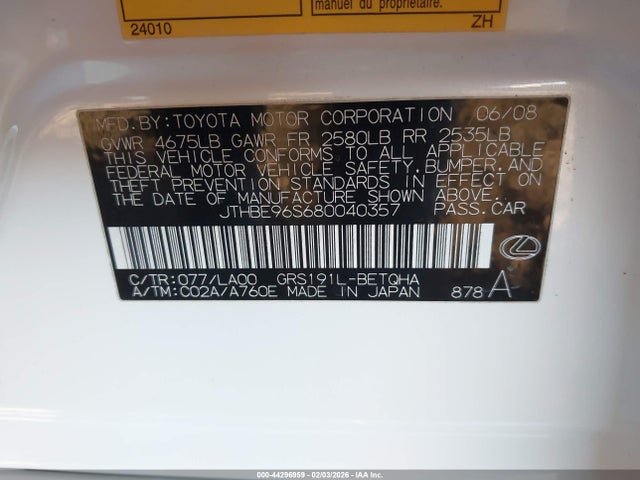 manuel du propriétaire.
24010 ZH
MFD.BY:TOYOTA MOTOR CORPORATION 06/08
GVWR 4675LB GAWR FR 2580LB RR 2535LB
THIS VEHICLE CONFORMS TO ALL APPLICABLE
FEDERAL MOTOR VEHICLE SAFETY,BUMPER,AND
THEFT PREVENTION STANDARDS IN EFFECT ON
THE DATE OF MANUFACTURE SHOWN ABOVE.
JTHBE96S680040357 PASS.CAR
C/TR:077/LA00 GRS191L-BETQHA
A/TM:C02A/A760E MADE IN JAPAN 878 A
000-44296959 - 02/03/2026 - IAA Inc.